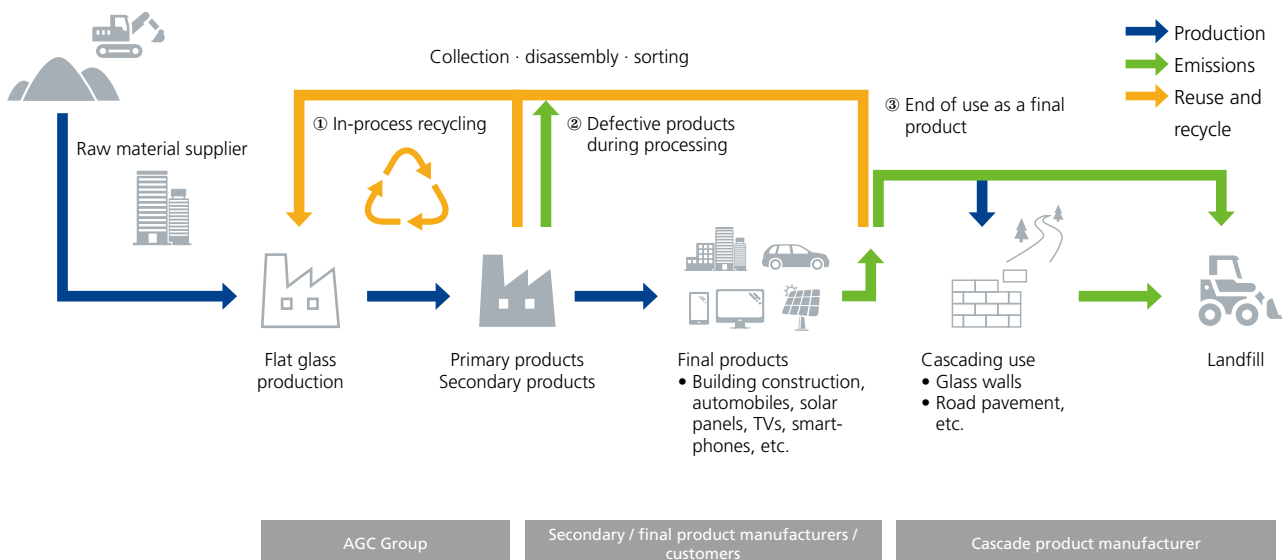 Production
Emissions
Reuse and
recycle
Collection · disassembly · sorting
① In-process recycling
② Defective products
during processing
③ End of use as a final
product
Raw material supplier
Flat glass
production
Primary products
Secondary products
Final products
• Building construction,
automobiles, solar
panels, TVs, smart-
phones, etc.
Cascading use
• Glass walls
• Road pavement,
etc.
Landfill
AGC Group
Secondary / final product manufacturers /
customers
Cascade product manufacturer